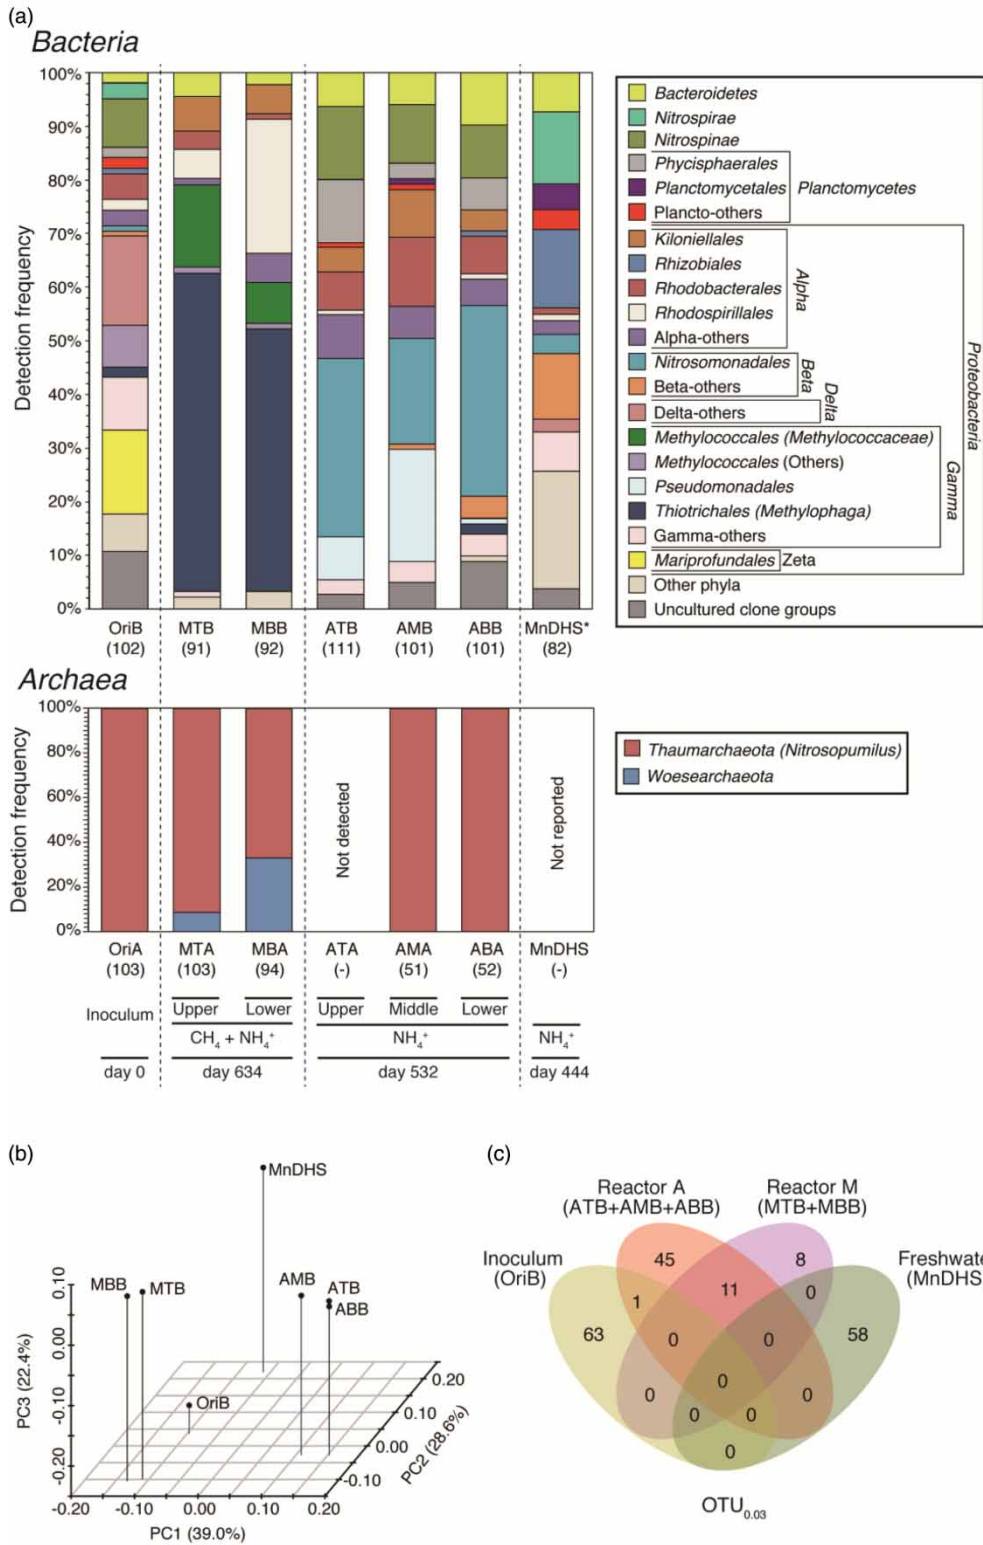 (a)
Bacteria
100%
90%
80%
70%
60%
50%
40%
30%
20%
10%
0%
Detection frequency
OriB
(102)
MTB
(91)
MBB
(92)
ATB
(111)
AMB
(101)
ABB
(101)
MnDHS*
(82)
Bacteroidetes
Nitrospirae
Nitrospinae
Phycisphaerales
Planctomycetales
Plancto-others
Planctomycetes
Kiloniellales
Rhizobiales
Rhodobacterales
Rhodospirillales
Alpha-others
Alpha
Nitrosomonadales
Beta-others
Beta
Delta-others
Delta
Methylococcales (Methylococcaceae)
Methylococcales (Others)
Pseudomonadales
Thiotrichales (Methylophaga)
Gamma-others
Gamma
Mariprofundales
Zeta
Proteobacteria
Other phyla
Uncultured clone groups
Archaea
100%
80%
60%
40%
20%
0%
Detection frequency
Not detected
Not reported
Thaumarchaeota (Nitrosopumilus)
Woesearchaeota
OriA
(103)
MTA
(103)
MBA
(94)
ATA
(-)
AMA
(51)
ABA
(52)
MnDHS
(-)
Inoculum
Upper
Lower
Upper
Middle
Lower
CH₄ + NH₄⁺
NH₄⁺
NH₄⁺
day 0
day 634
day 532
day 444
(b)
MnDHS
MBB
MTB
AMB
ATB
ABB
OriB
0.10
0.00
-0.10
-0.20
PC3 (22.4%)
0.20
0.10
0.00
-0.10
PC2 (28.6%)
-0.20
-0.10
0.00
0.10
0.20
PC1 (39.0%)
(c)
Reactor A
(ATB+AMB+ABB)
Reactor M
(MTB+MBB)
Inoculum
(OriB)
Freshwate
(MnDHS
45
8
1
11
0
63
0
0
58
0
0
0
0
0
0
OTU₀.₀₃